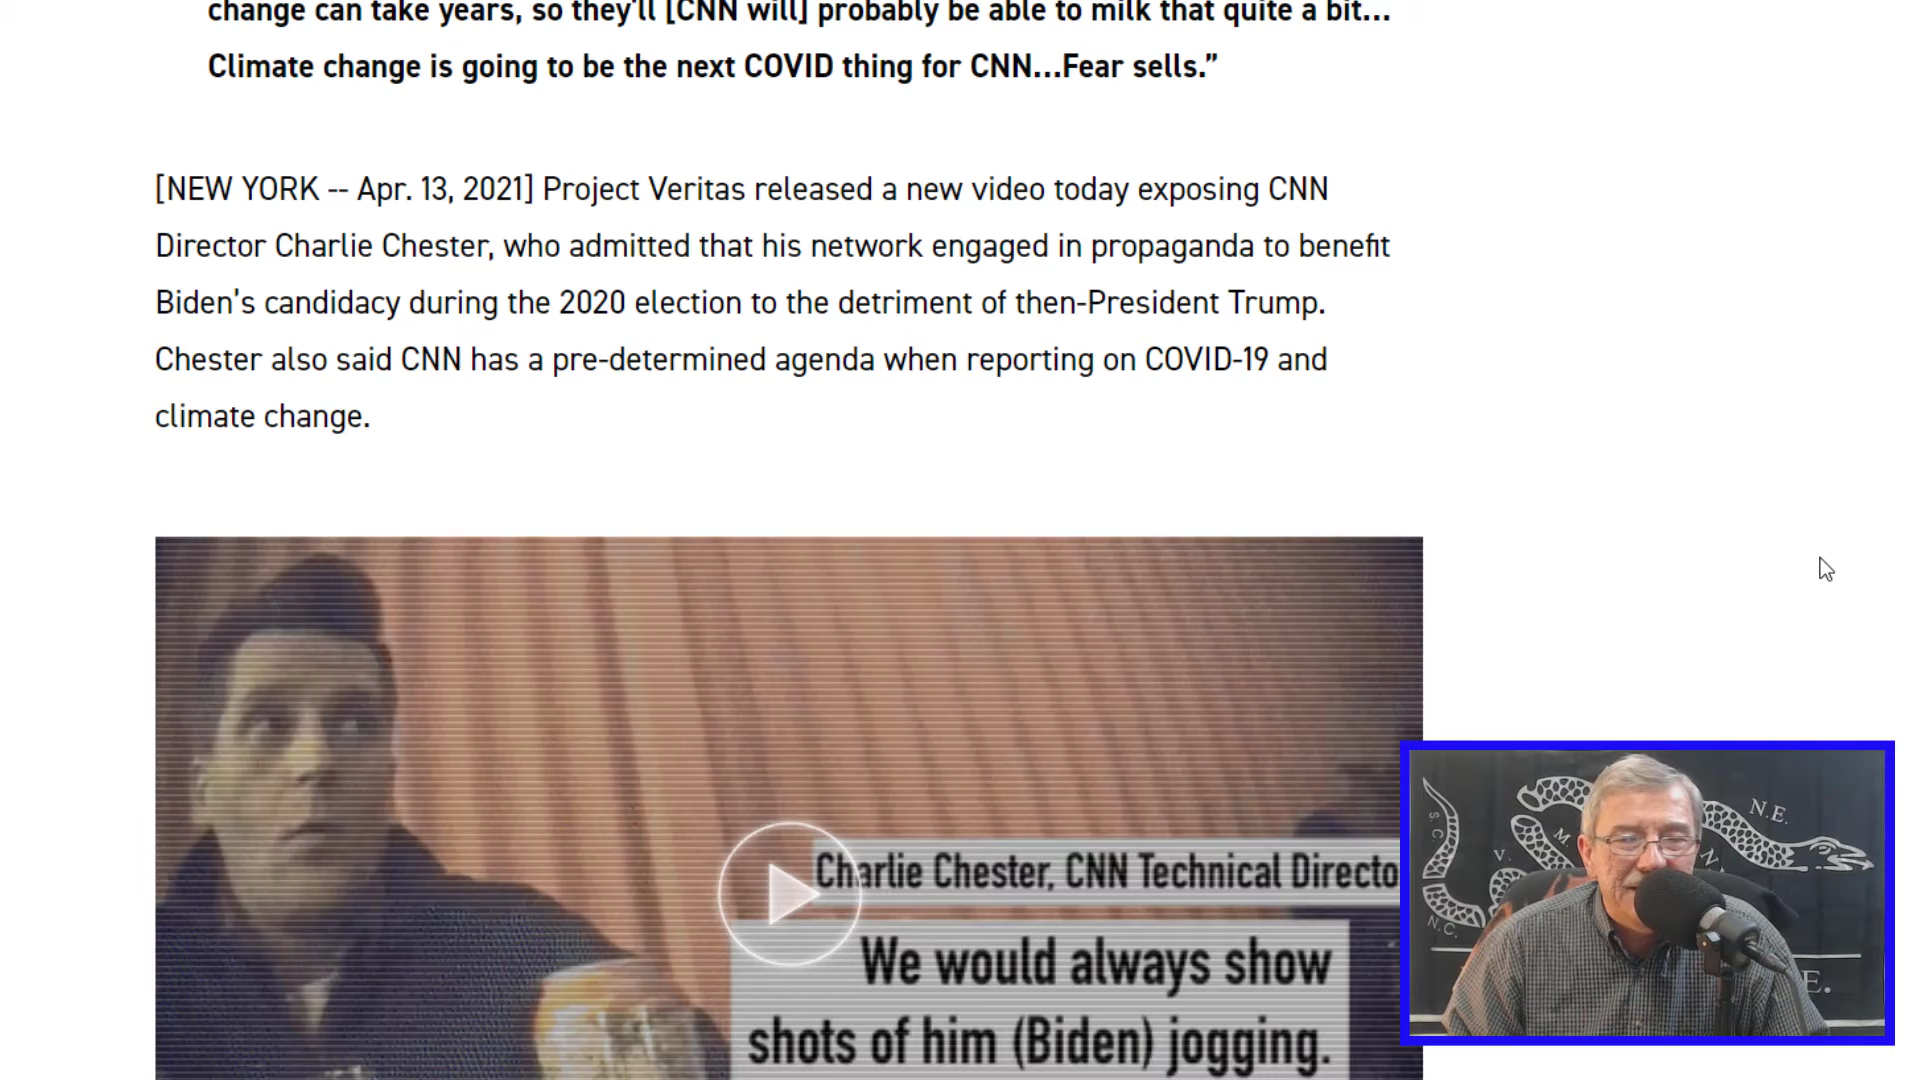 change can take years, so they'll [CNN will] probably be able to milk that quite a bit…
Climate change is going to be the next COVID thing for CNN…Fear sells.”
[NEW YORK -- Apr. 13, 2021] Project Veritas released a new video today exposing CNN
Director Charlie Chester, who admitted that his network engaged in propaganda to benefit
Biden’s candidacy during the 2020 election to the detriment of then-President Trump.
Chester also said CNN has a pre-determined agenda when reporting on COVID-19 and
climate change.
Charlie Chester, CNN Technical Directo
We would always show
shots of him (Biden) jogging.
N.E.
S.C.
V.
M
N
N.C.
E.